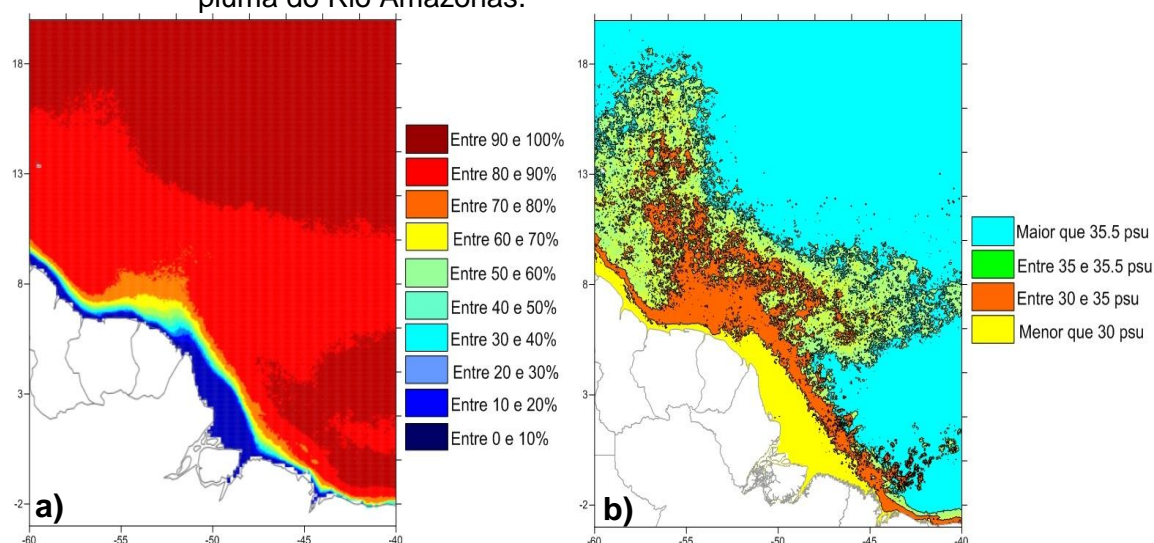 pluma do Rio Amazonas.
18
13
8
3
-2
-60
-55
-50
-45
-40
a)
Entre 90 e 100%
Entre 80 e 90%
Entre 70 e 80%
Entre 60 e 70%
Entre 50 e 60%
Entre 40 e 50%
Entre 30 e 40%
Entre 20 e 30%
Entre 10 e 20%
Entre 0 e 10%
18
13
8
3
-2
-60
-55
-50
-45
-40
b)
Maior que 35.5 psu
Entre 35 e 35.5 psu
Entre 30 e 35 psu
Menor que 30 psu